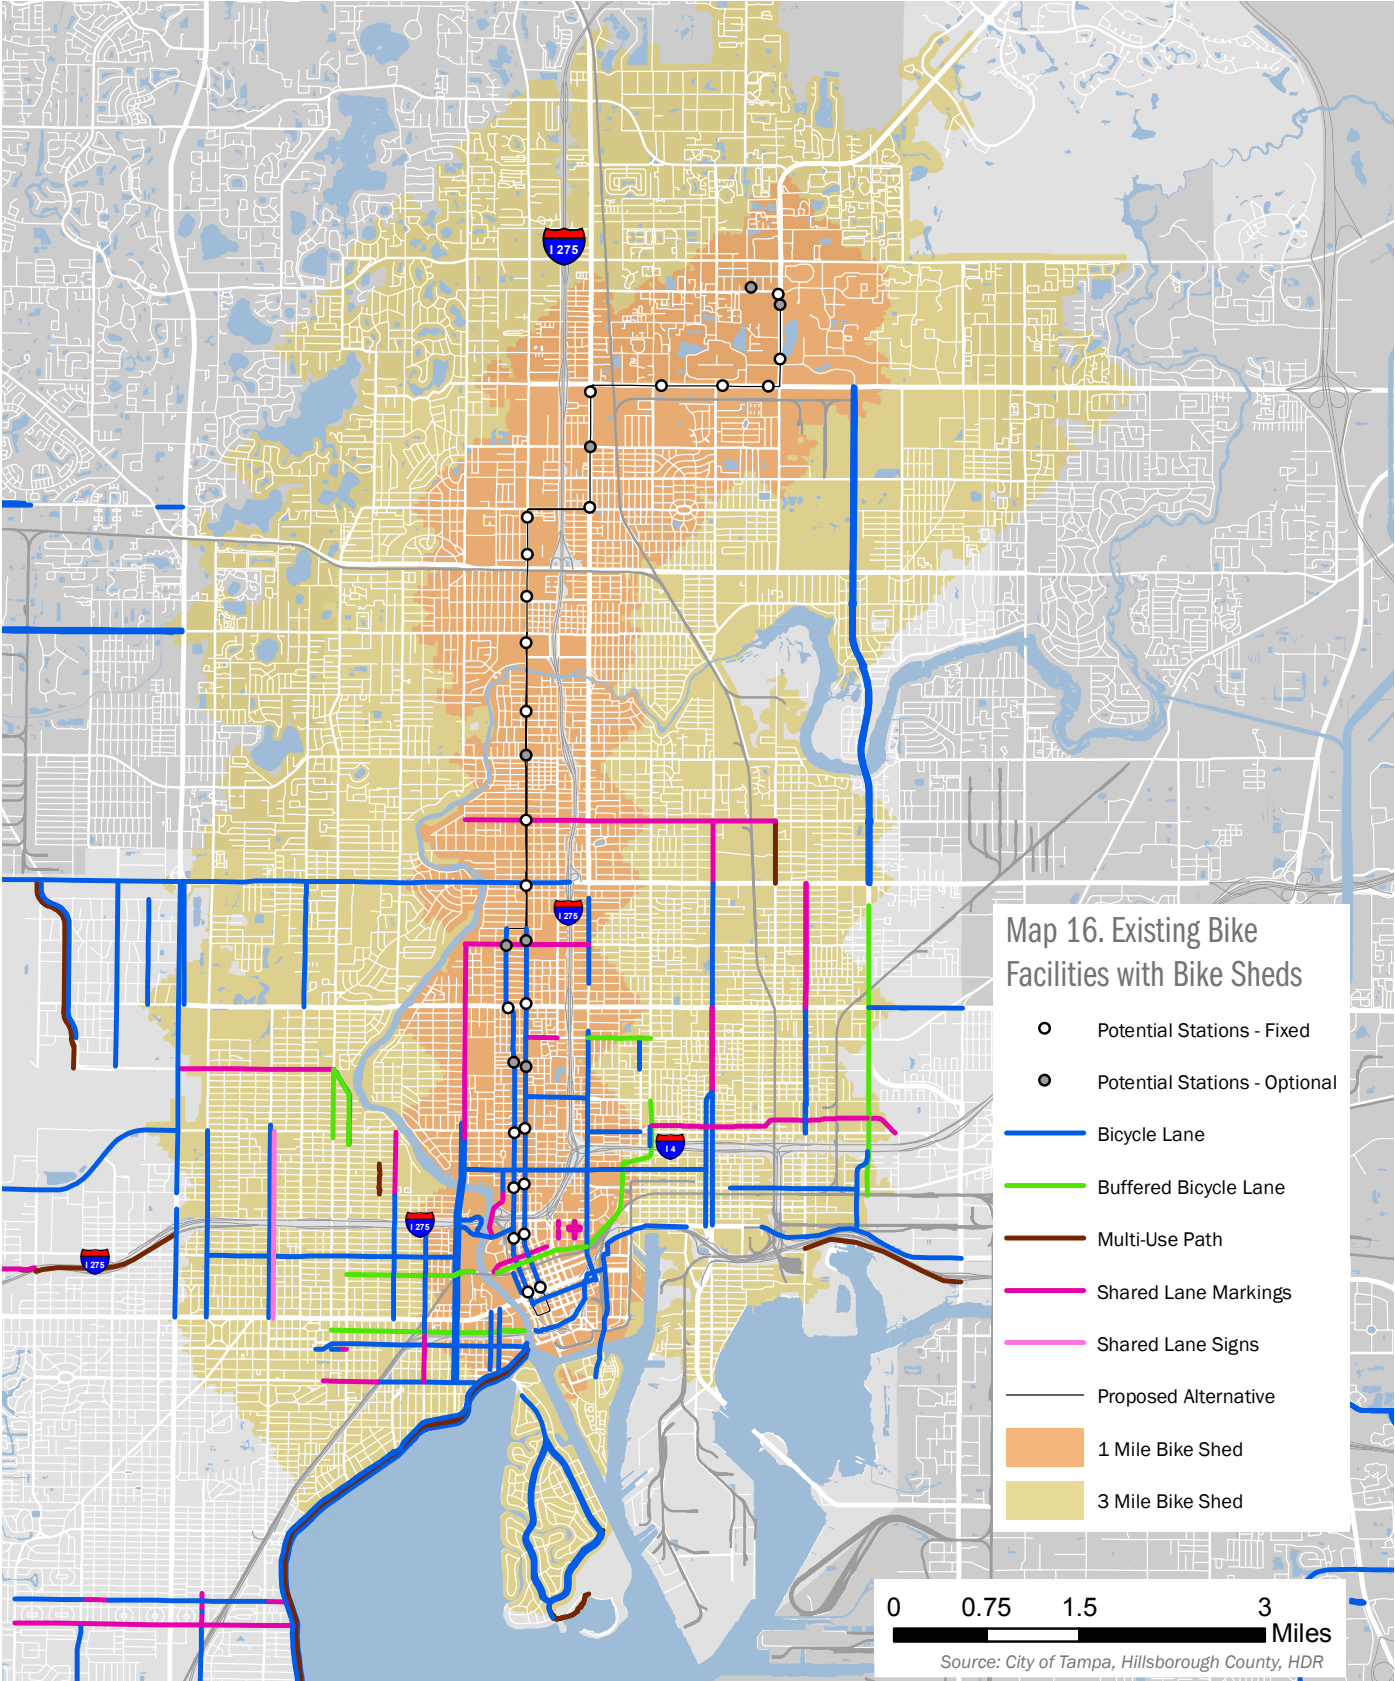 I 275
I 275
Map 16. Existing Bike
Facilities with Bike Sheds
Potential Stations - Fixed
Potential Stations - Optional
Bicycle Lane
I 4
Buffered Bicycle Lane
I 275
I 275
Multi-Use Path
Shared Lane Markings
Shared Lane Signs
Proposed Alternative
1 Mile Bike Shed
3 Mile Bike Shed
0 0.75 1.5 3
Miles
Source: City of Tampa, Hillsborough County, HDR